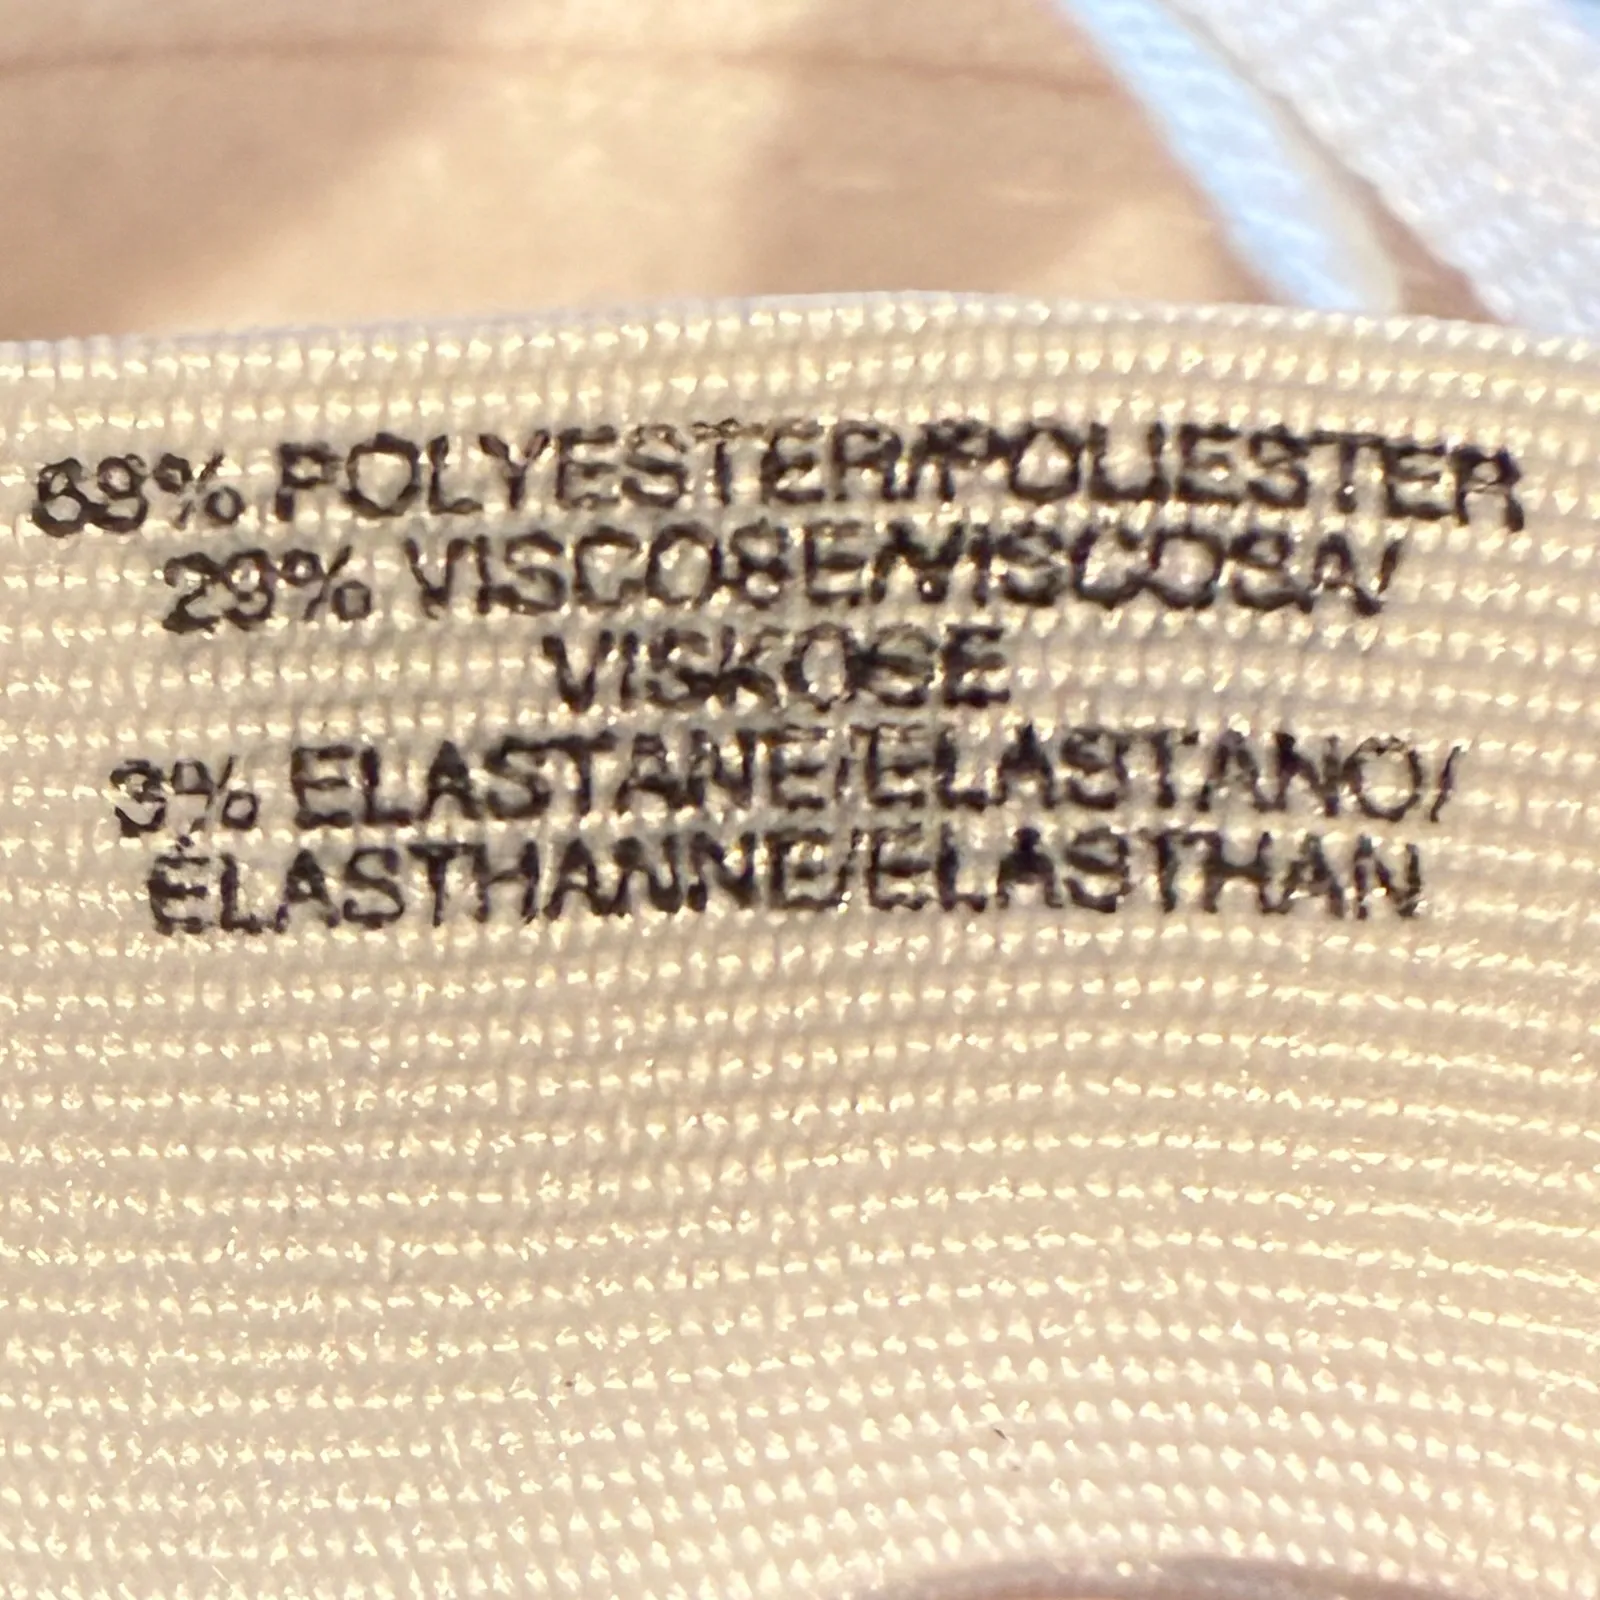 68% POLYESTER/POLIESTER
29% VISCOSE/VISCOSA/
VISKOSE
3% ELASTANE/ELASTANO/
ÉLASTHANNE/ELASTHAN